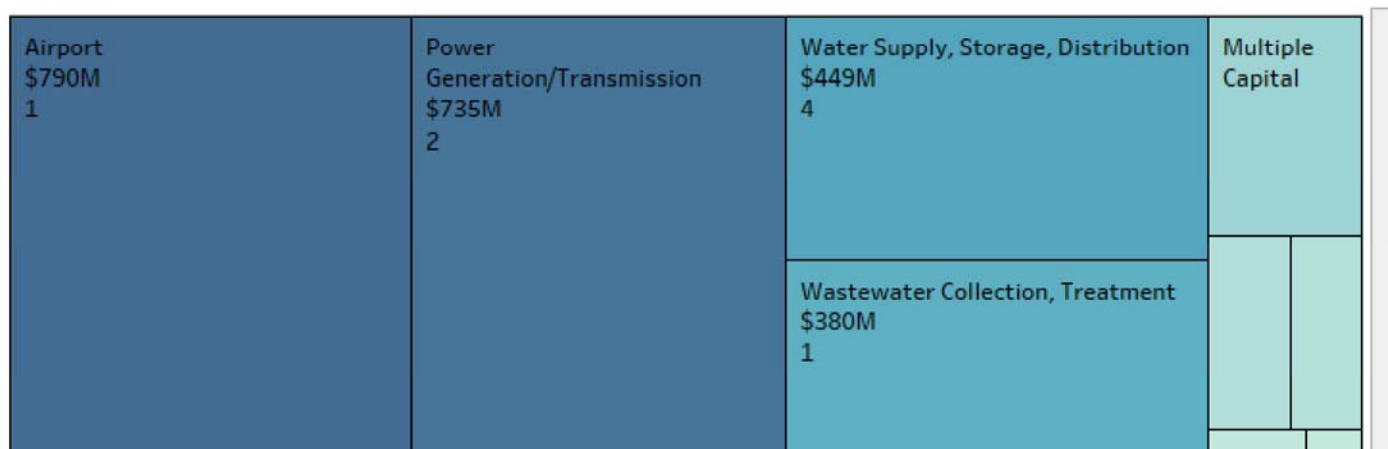 Airport
$790M
1
Power
Generation/Transmission
$735M
2
Water Supply, Storage, Distribution
$449M
4
Wastewater Collection, Treatment
$380M
1
Multiple
Capital